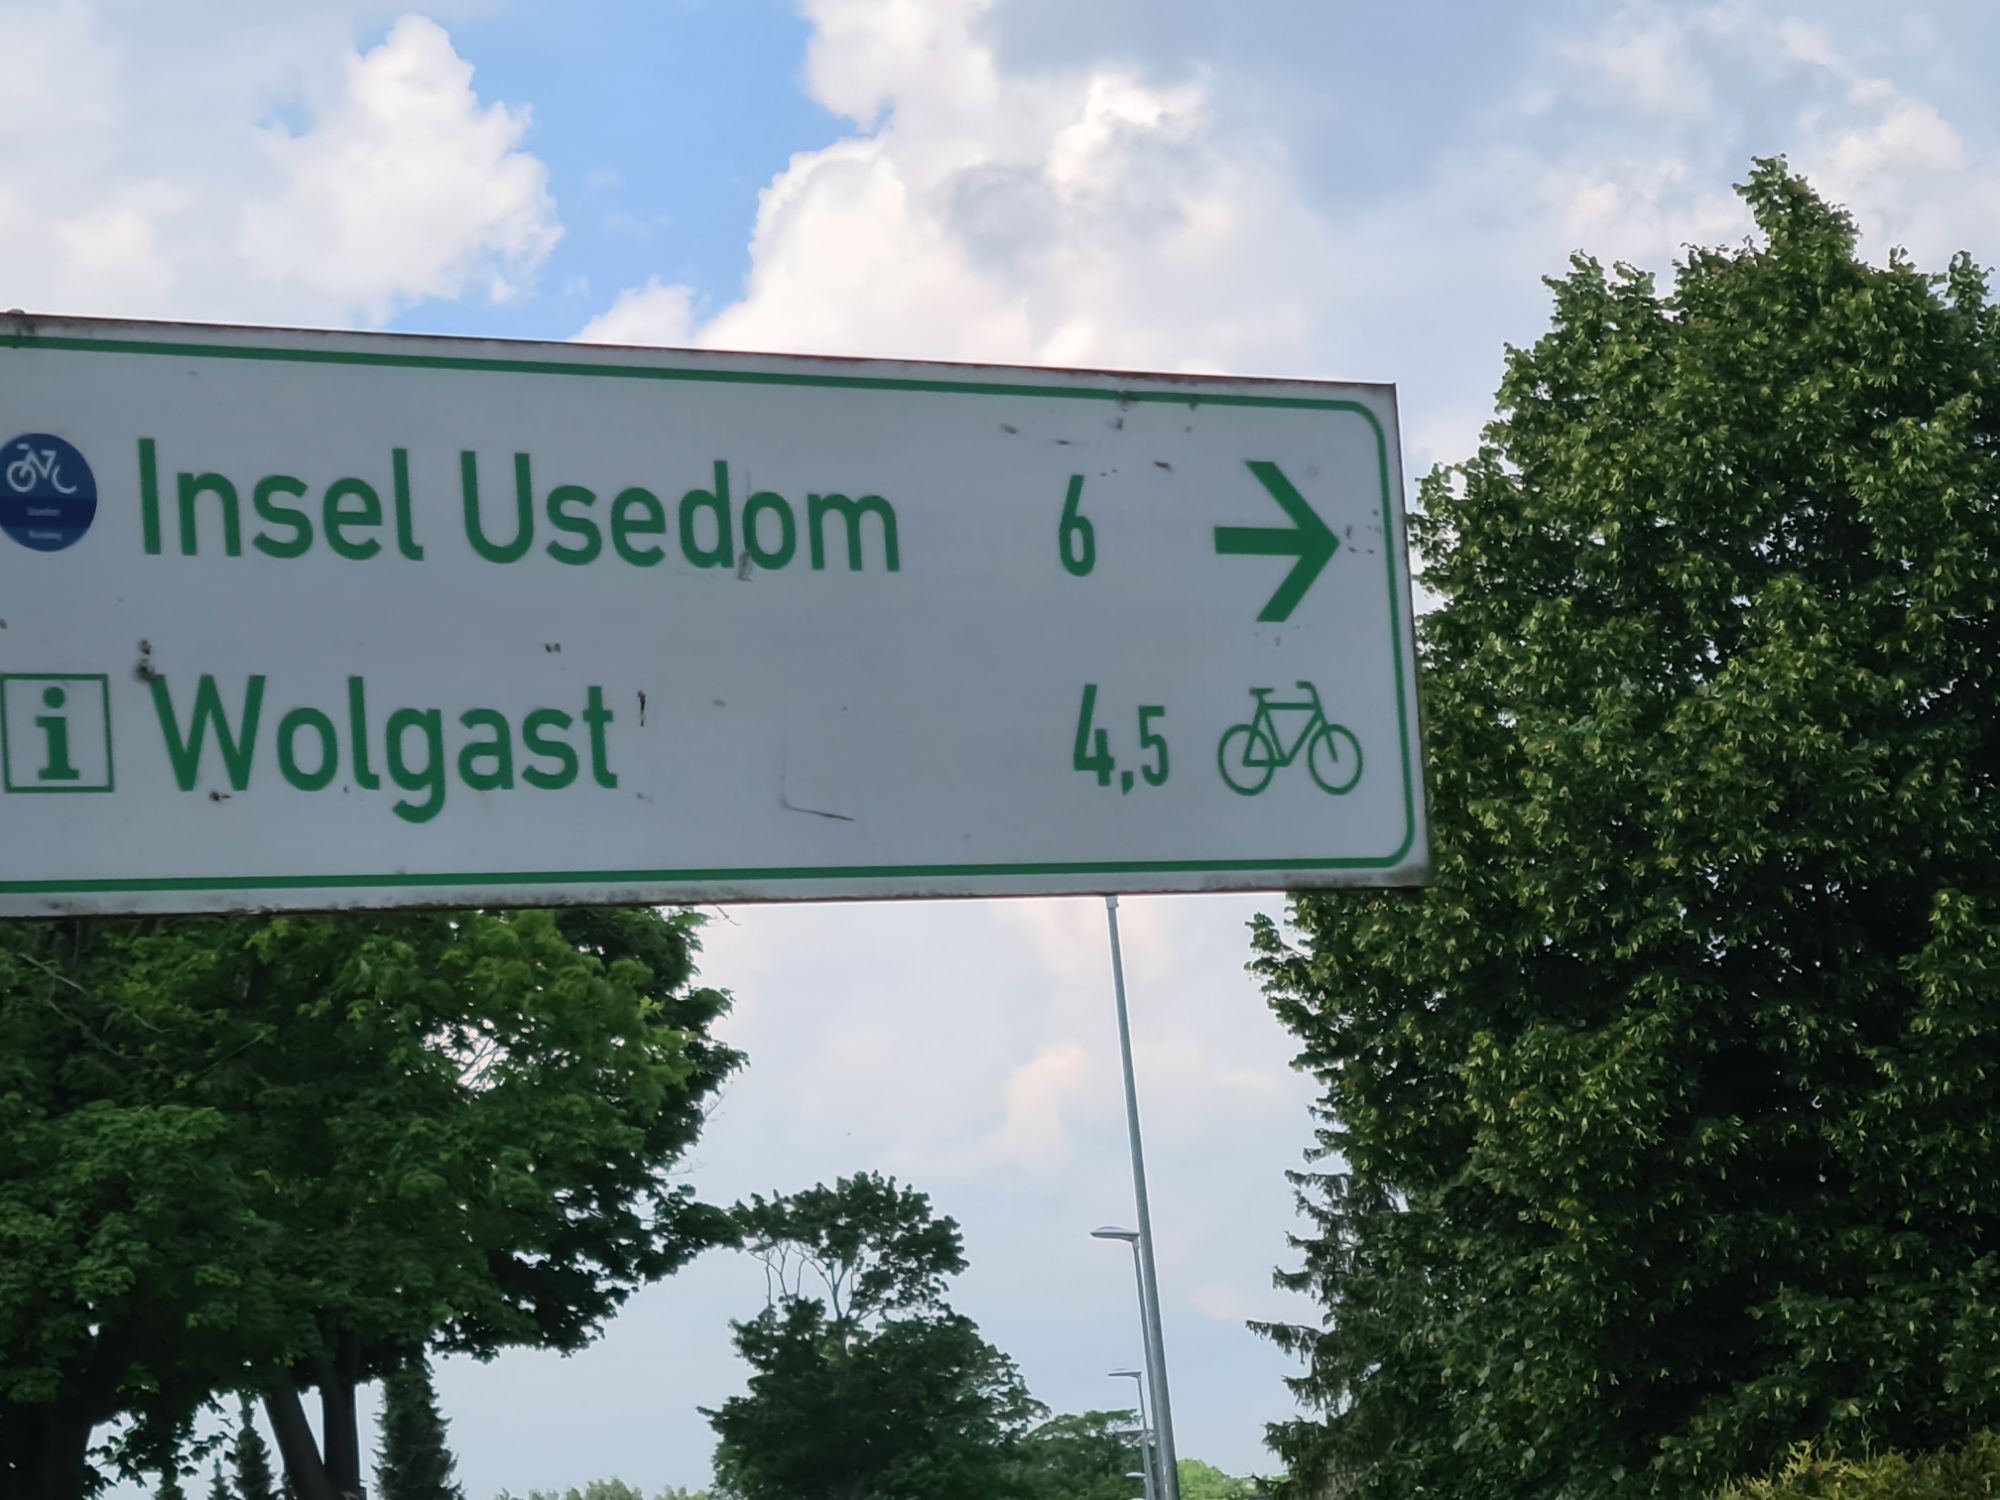 Insel Usedom 6
i Wolgast 4,5